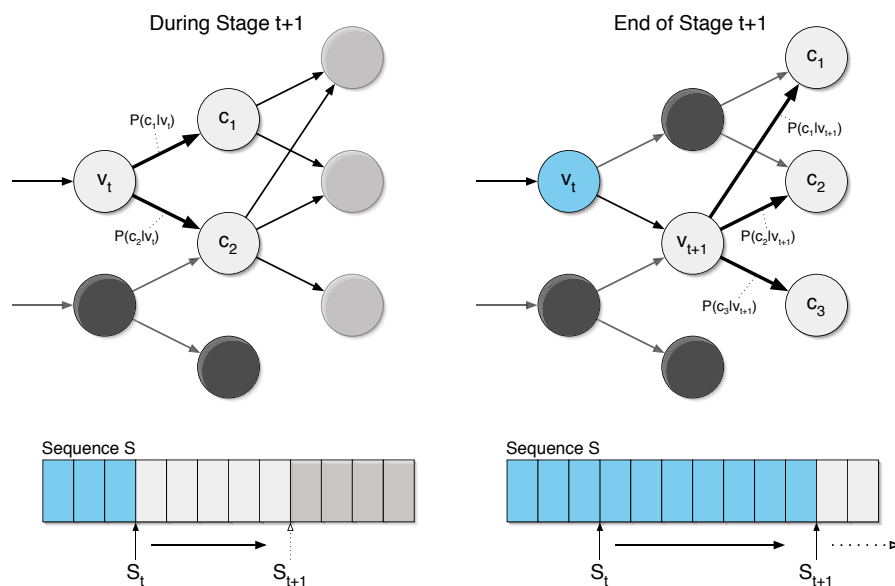 During Stage t+1
P(c1|vt)
c1
vt
P(c2|vt)
c2
Sequence S
St
St+1
End of Stage t+1
c1
P(c1|vt+1)
vt
c2
P(c2|vt+1)
vt+1
P(c3|vt+1)
c3
Sequence S
St
St+1